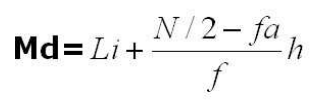 Md= Li + (N / 2 − fa) / f h